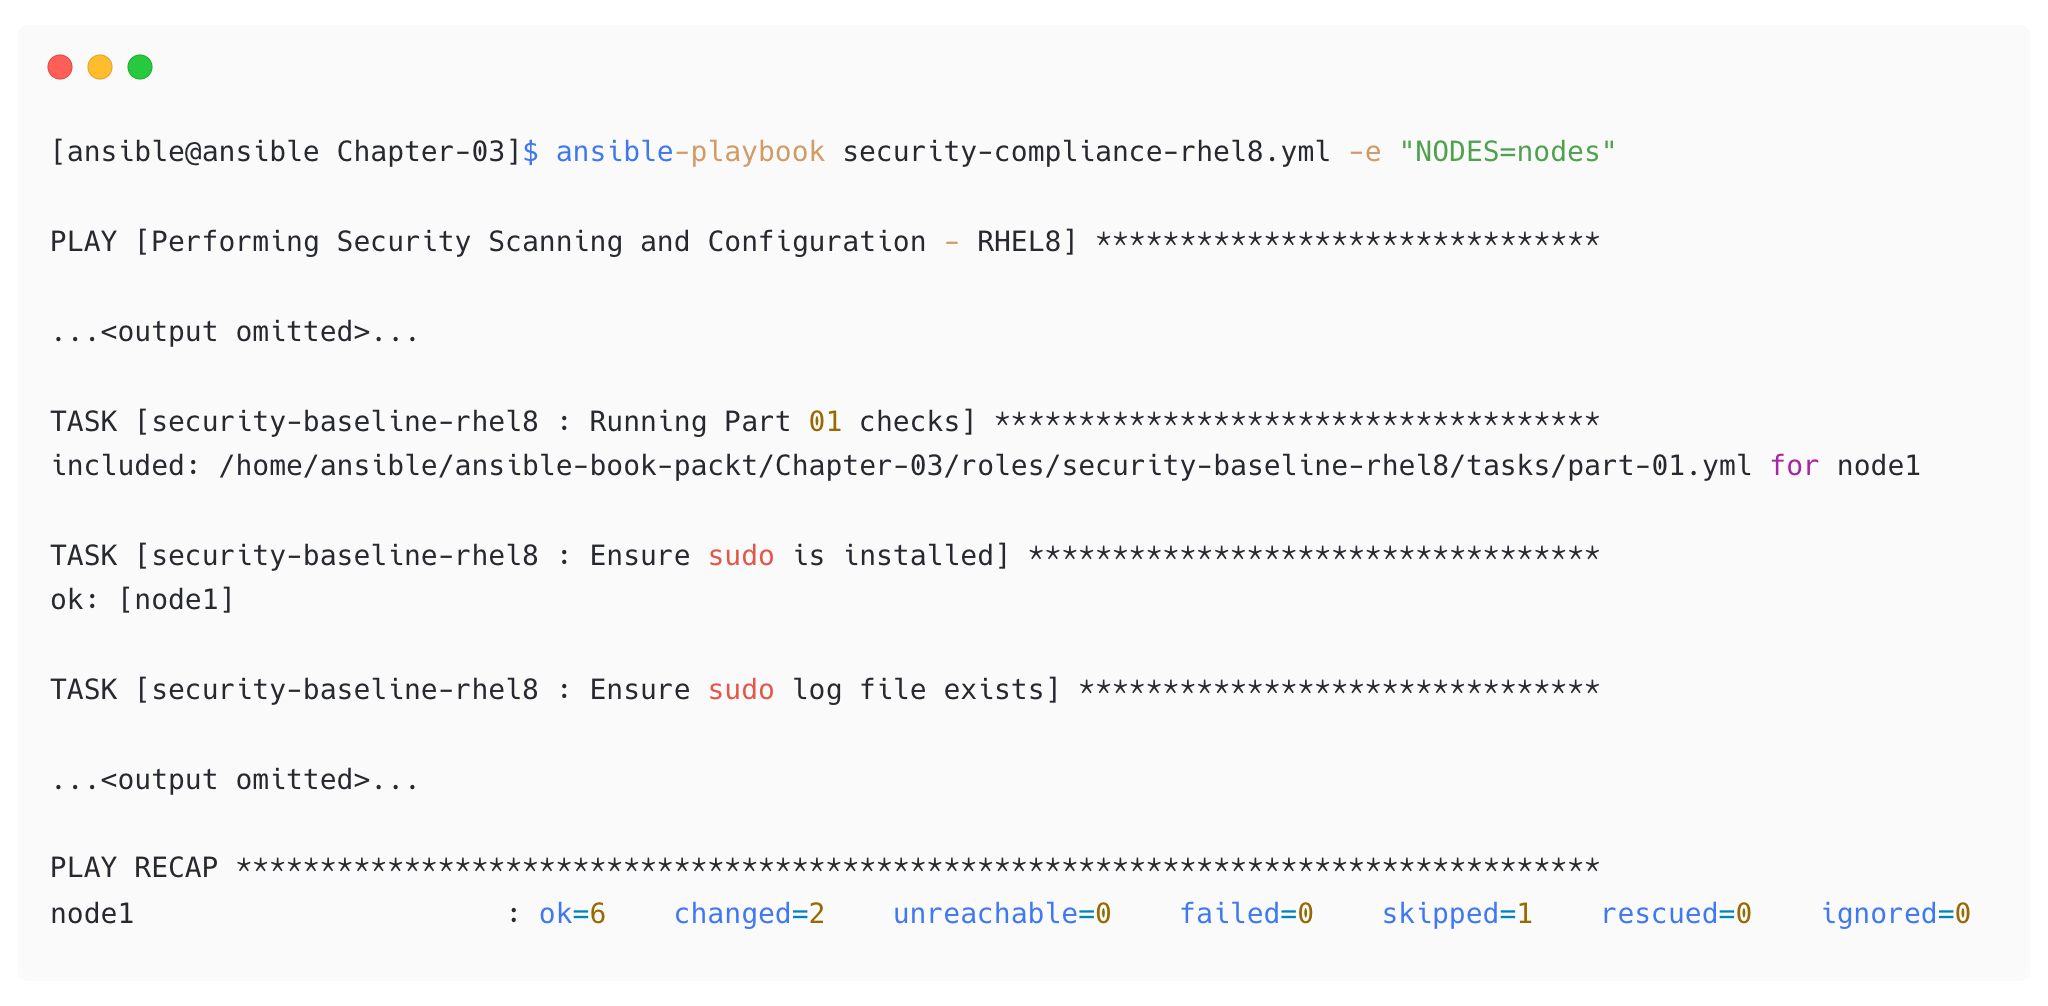 [ansible@ansible Chapter-03]$ ansible-playbook security-compliance-rhel8.yml -e "NODES=nodes"
PLAY [Performing Security Scanning and Configuration - RHEL8] ******************************
...<output omitted>...
TASK [security-baseline-rhel8 : Running Part 01 checks] ************************************
included: /home/ansible/ansible-book-packt/Chapter-03/roles/security-baseline-rhel8/tasks/part-01.yml for node1
TASK [security-baseline-rhel8 : Ensure sudo is installed] **********************************
ok: [node1]
TASK [security-baseline-rhel8 : Ensure sudo log file exists] *******************************
...<output omitted>...
PLAY RECAP *********************************************************************************
node1                      : ok=6    changed=2    unreachable=0    failed=0    skipped=1    rescued=0    ignored=0